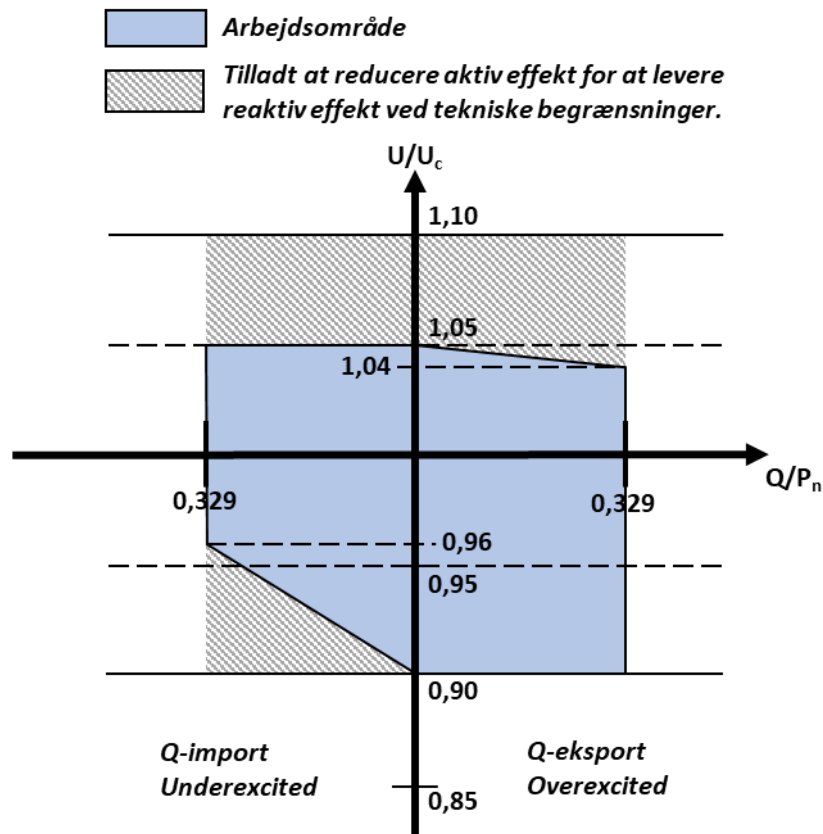 Arbejdsområde
Tilladt at reducere aktiv effekt for at levere
reaktiv effekt ved tekniske begrænsninger.
U/Uc
1,10
1,05
1,04
Q/Pn
0,329
0,329
0,96
0,95
0,90
Q-import
Underexcited
Q-eksport
Overexcited
0,85